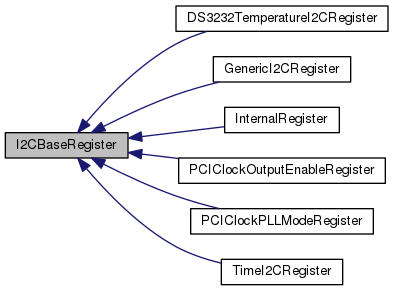 DS3232TemperatureI2CRegister
GenericI2CRegister
InternalRegister
I2CBaseRegister
PCIClockOutputEnableRegister
PCIClockPLLModeRegister
TimeI2CRegister